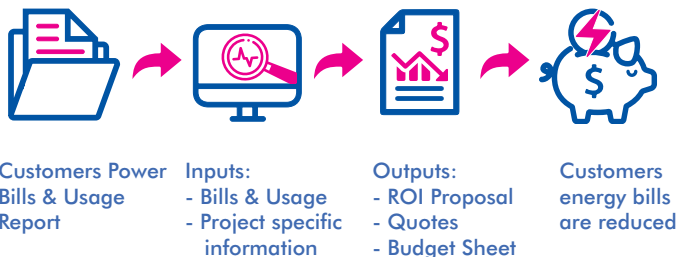 $
$
Customers Power
Bills & Usage
Report
Inputs:
- Bills & Usage
- Project specific
information
Outputs:
- ROI Proposal
- Quotes
- Budget Sheet
Customers
energy bills
are reduced